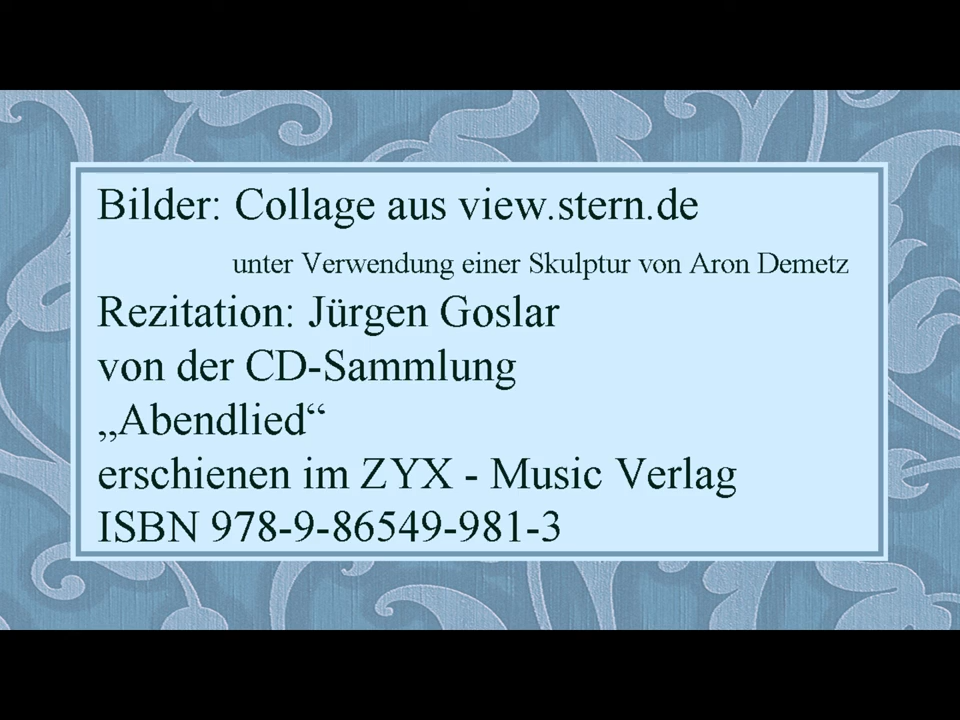 Bilder: Collage aus view.stern.de
unter Verwendung einer Skulptur von Aron Demetz
Rezitation: Jürgen Goslar
von der CD-Sammlung
„Abendlied“
erschienen im ZYX - Music Verlag
ISBN 978-9-86549-981-3